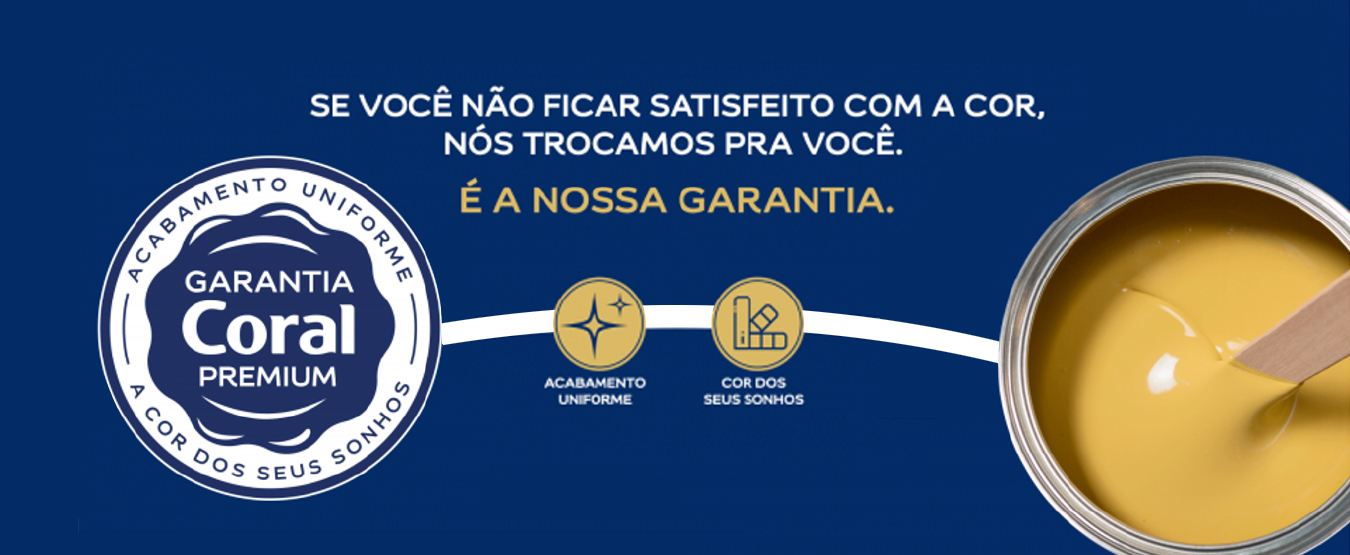 SE VOCÊ NÃO FICAR SATISFEITO COM A COR,
NÓS TROCAMOS PRA VOCÊ.
É A NOSSA GARANTIA.
ACABAMENTO UNIFORME
GARANTIA
Coral
PREMIUM
A COR DOS SEUS SONHOS
ACABAMENTO
UNIFORME
COR DOS
SEUS SONHOS